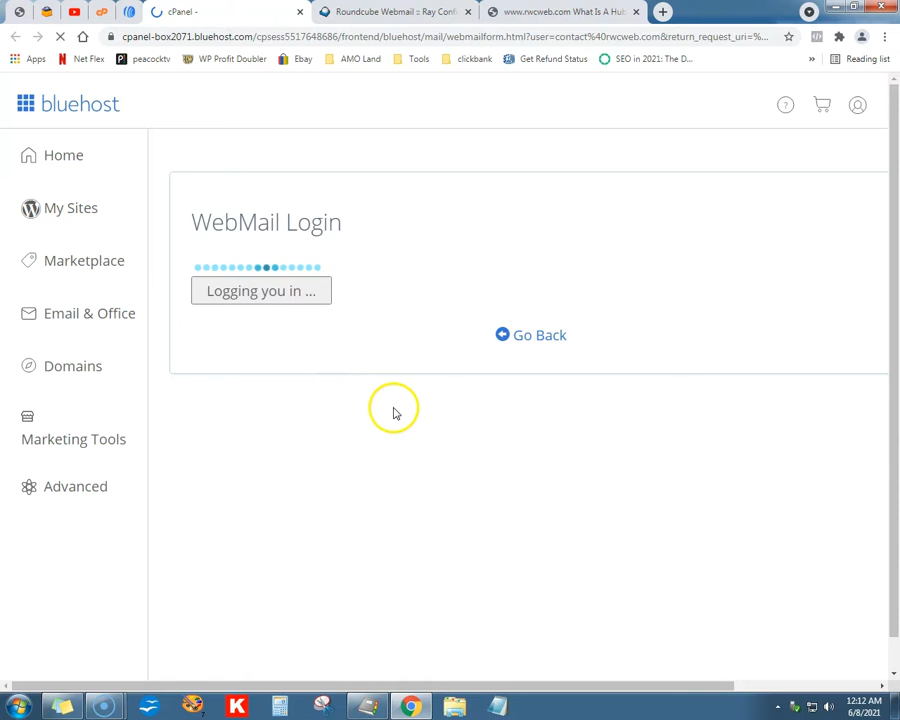 cPanel -
Roundcube Webmail :: Ray Confi
www.rwcweb.com What Is A Hu
cpanel-box2071.bluehost.com/cpsess5517648686/frontend/bluehost/mail/webmailform.html?user=contact%40rwcweb.com&return_request_uri=%...
Apps
Net Flex
peacocktv
WP Profit Doubler
Ebay
AMO Land
Tools
clickbank
Get Refund Status
SEO in 2021: The D...
»
Reading list
bluehost
Home
My Sites
Marketplace
Email & Office
Domains
Marketing Tools
Advanced
WebMail Login
Logging you in ...
Go Back
12:12 AM
6/8/2021